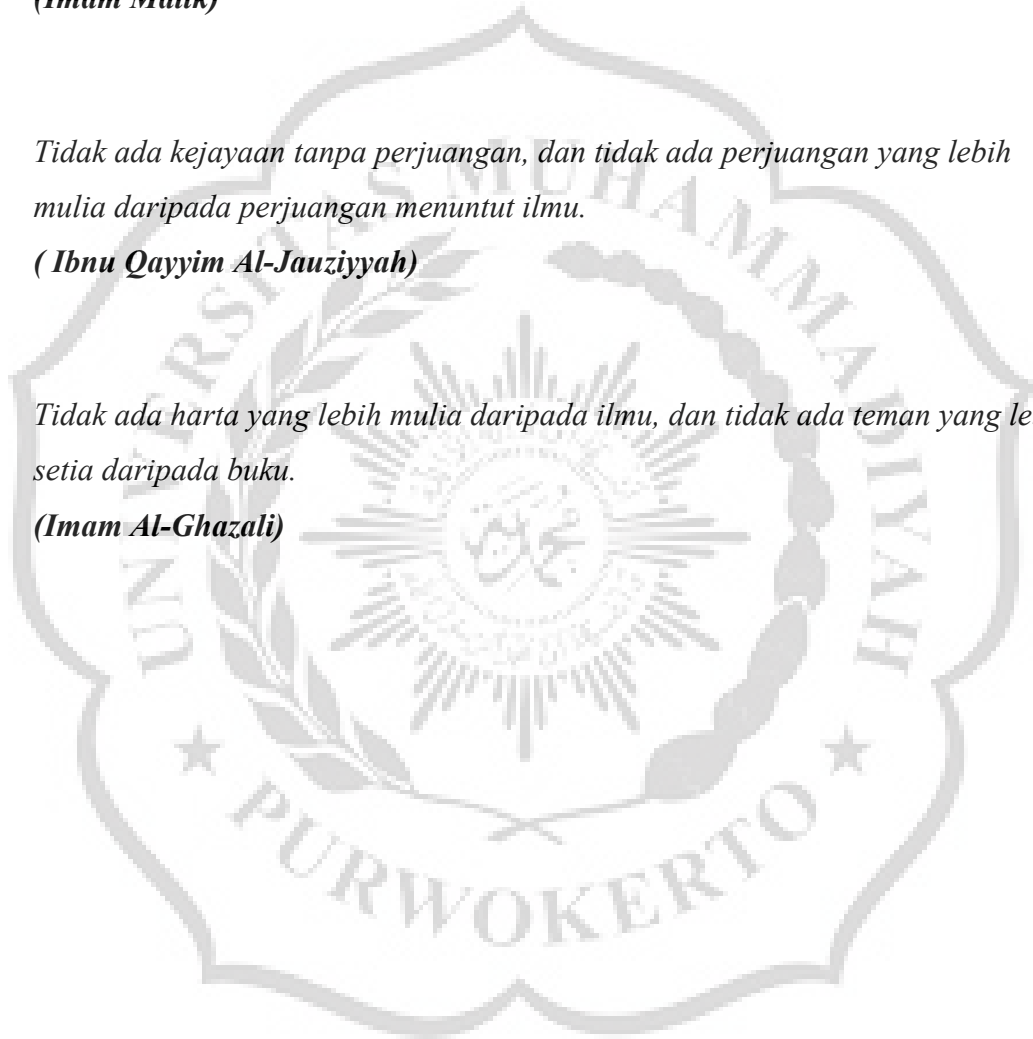 (Imam Malik)
Tidak ada kejayaan tanpa perjuangan, dan tidak ada perjuangan yang lebih
mulia daripada perjuangan menuntut ilmu.
( Ibnu Qayyim Al-Jauziyyah)
Tidak ada harta yang lebih mulia daripada ilmu, dan tidak ada teman yang le
setia daripada buku.
(Imam Al-Ghazali)
UNIVERSITAS MUHAMMADIYAH
PURWOKERTO